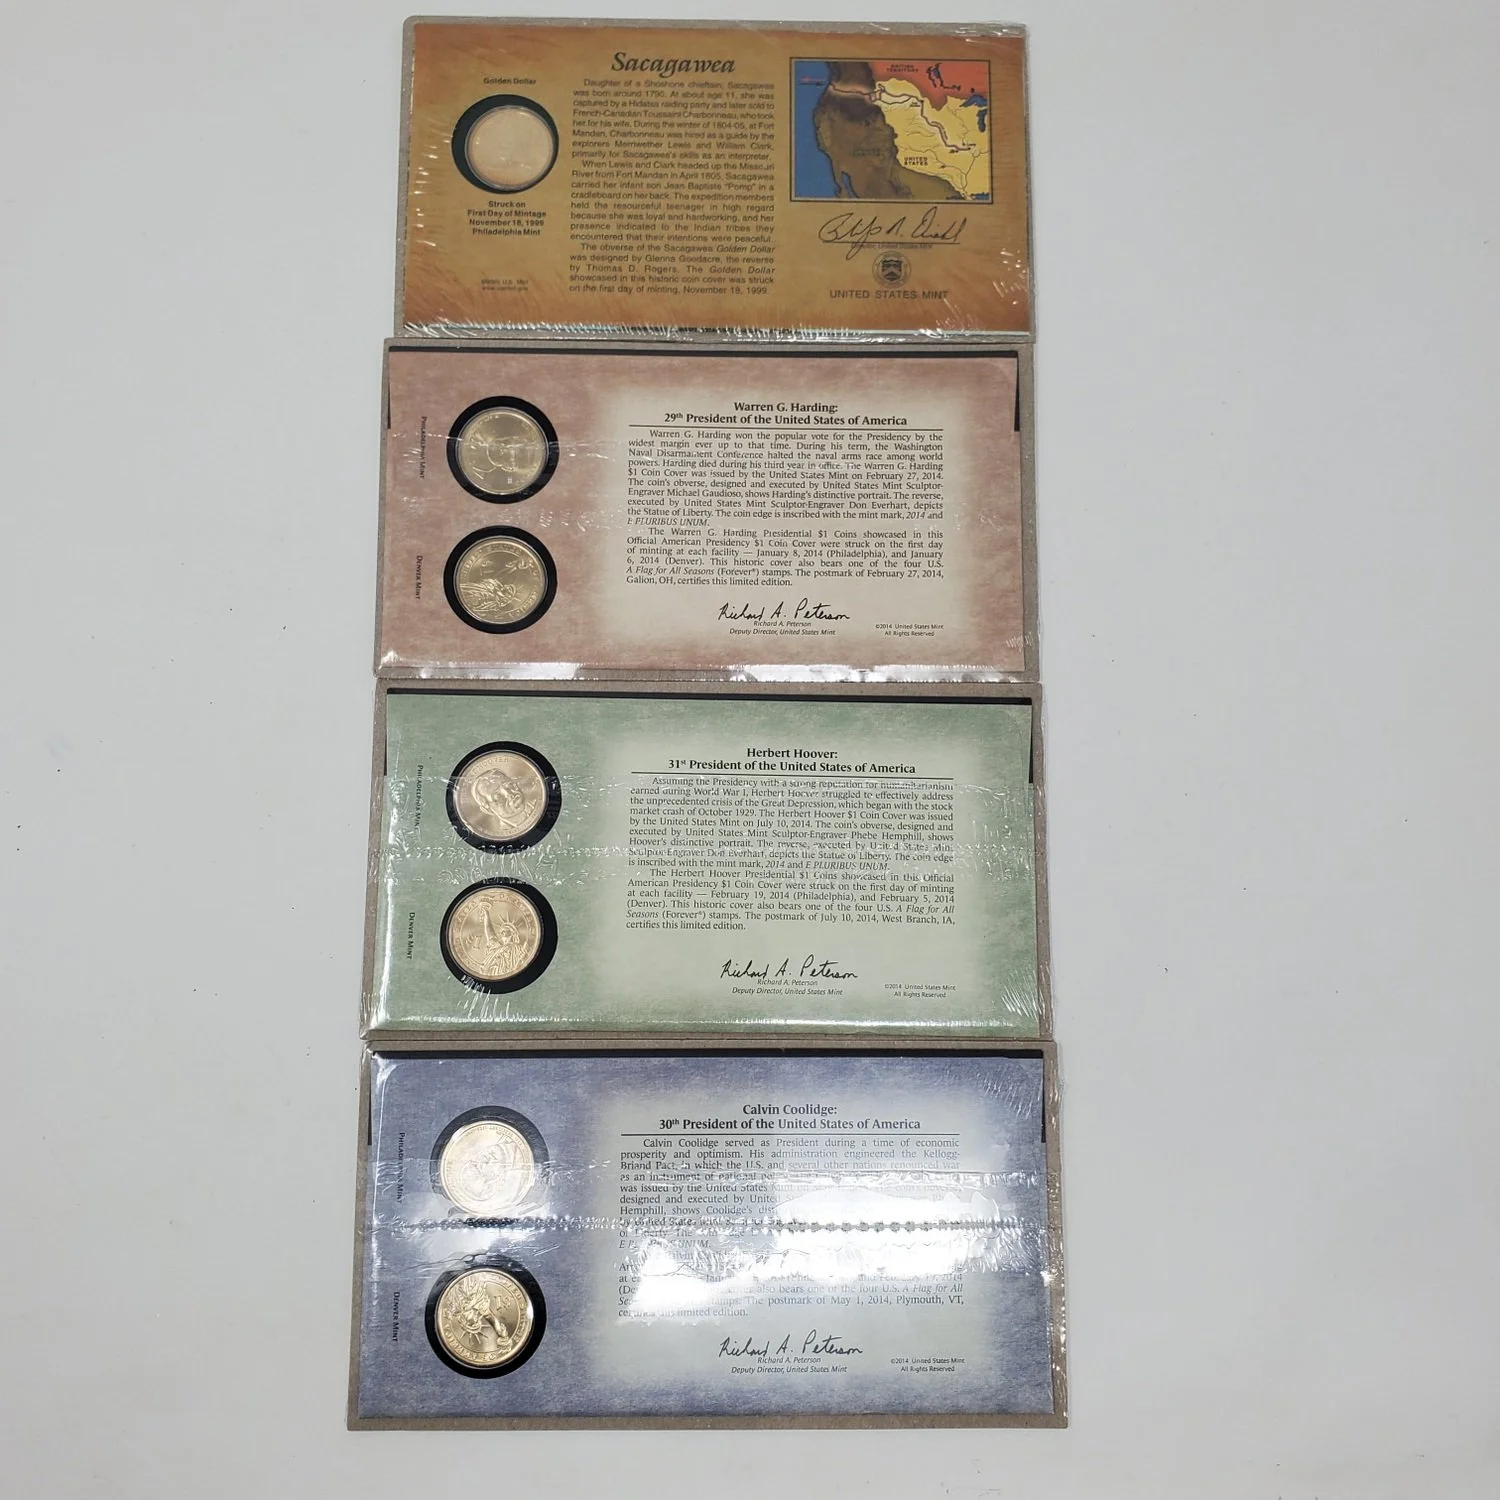 Golden Dollar
Struck on
First Day of Mintage
November 18, 1999
Philadelphia Mint
Sacagawea
Daughter of a Shoshone chieftain, Sacagawea
was born around 1790. At about age 11, she was
captured by a Hidatsa raiding party and later sold to
French-Canadian Toussaint Charbonneau, who took
her for his wife. During the winter of 1804-05, at Fort
Mandan, Charbonneau was hired as a guide by the
explorers Meriwether Lewis and William Clark,
primarily for Sacagawea's skills as an interpreter.
When Lewis and Clark headed up the Missouri
River from Fort Mandan in April 1805, Sacagawea
carried her infant son Jean Baptiste "Pomp" in a
cradleboard on her back. The expedition members
held the resourceful teenager in high regard
because she was loyal and hardworking, and her
presence indicated to the Indian tribes they
encountered that their intentions were peaceful.
The obverse of the Sacagawea Golden Dollar
was designed by Glenna Goodacre, the reverse
by Thomas D. Rogers. The Golden Dollar
showcased in this historic coin cover was struck
on the first day of minting, November 18, 1999.
BRITISH
TERRITORY
UNITED
STATES
Director, United States Mint
UNITED STATES MINT
PHILADELPHIA MINT
DENVER MINT
Warren G. Harding:
29th President of the United States of America
Warren G. Harding won the popular vote for the Presidency by the
widest margin ever up to that time. During his term, the Washington
Naval Disarmament Conference halted the naval arms race among world
powers. Harding died during his third year in office. The Warren G. Harding
$1 Coin Cover was issued by the United States Mint on February 27, 2014.
The coin's obverse, designed and executed by United States Mint Sculptor-
Engraver Michael Gaudioso, shows Harding's distinctive portrait. The reverse,
executed by United States Mint Sculptor-Engraver Don Everhart, depicts
the Statue of Liberty. The coin edge is inscribed with the mint mark, 2014 and
E PLURIBUS UNUM.
The Warren G. Harding Presidential $1 Coins showcased in this
Official American Presidency $1 Coin Cover were struck on the first day
of minting at each facility — January 8, 2014 (Philadelphia), and January
6, 2014 (Denver). This historic cover also bears one of the four U.S.
A Flag for All Seasons (Forever®) stamps. The postmark of February 27, 2014,
Galion, OH, certifies this limited edition.
Richard A. Peterson
Richard A. Peterson
Deputy Director, United States Mint
©2014 United States Mint
All Rights Reserved
PHILADELPHIA MINT
DENVER MINT
Herbert Hoover:
31st President of the United States of America
Assuming the Presidency with a strong reputation for humanitarianism
earned during World War I, Herbert Hoover struggled to effectively address
the unprecedented crisis of the Great Depression, which began with the stock
market crash of October 1929. The Herbert Hoover $1 Coin Cover was issued
by the United States Mint on July 10, 2014. The coin's obverse, designed and
executed by United States Mint Sculptor-Engraver Phebe Hemphill, shows
Hoover's distinctive portrait. The reverse, executed by United States Mint
Sculptor-Engraver Don Everhart, depicts the Statue of Liberty. The coin edge
is inscribed with the mint mark, 2014 and E PLURIBUS UNUM.
The Herbert Hoover Presidential $1 Coins showcased in this Official
American Presidency $1 Coin Cover were struck on the first day of minting
at each facility — February 19, 2014 (Philadelphia), and February 5, 2014
(Denver). This historic cover also bears one of the four U.S. A Flag for All
Seasons (Forever®) stamps. The postmark of July 10, 2014, West Branch, IA,
certifies this limited edition.
Richard A. Peterson
Richard A. Peterson
Deputy Director, United States Mint
©2014 United States Mint
All Rights Reserved
PHILADELPHIA MINT
DENVER MINT
Calvin Coolidge:
30th President of the United States of America
Calvin Coolidge served as President during a time of economic
prosperity and optimism. His administration engineered the Kellogg-
Briand Pact, in which the U.S. and several other nations renounced war
as an instrument of national
was issued by the United States Mint on
designed and executed by United
Hemphill, shows Coolidge's
by United States
of Liberty. The coin edge
UNUM.
Calvin
at 2014
also bears one of the four U.S. A Flag for All
stamps. The postmark of May 1, 2014, Plymouth, VT,
limited edition.
Richard A. Peterson
Richard A. Peterson
Deputy Director, United States Mint
©2014 United States Mint
All Rights Reserved